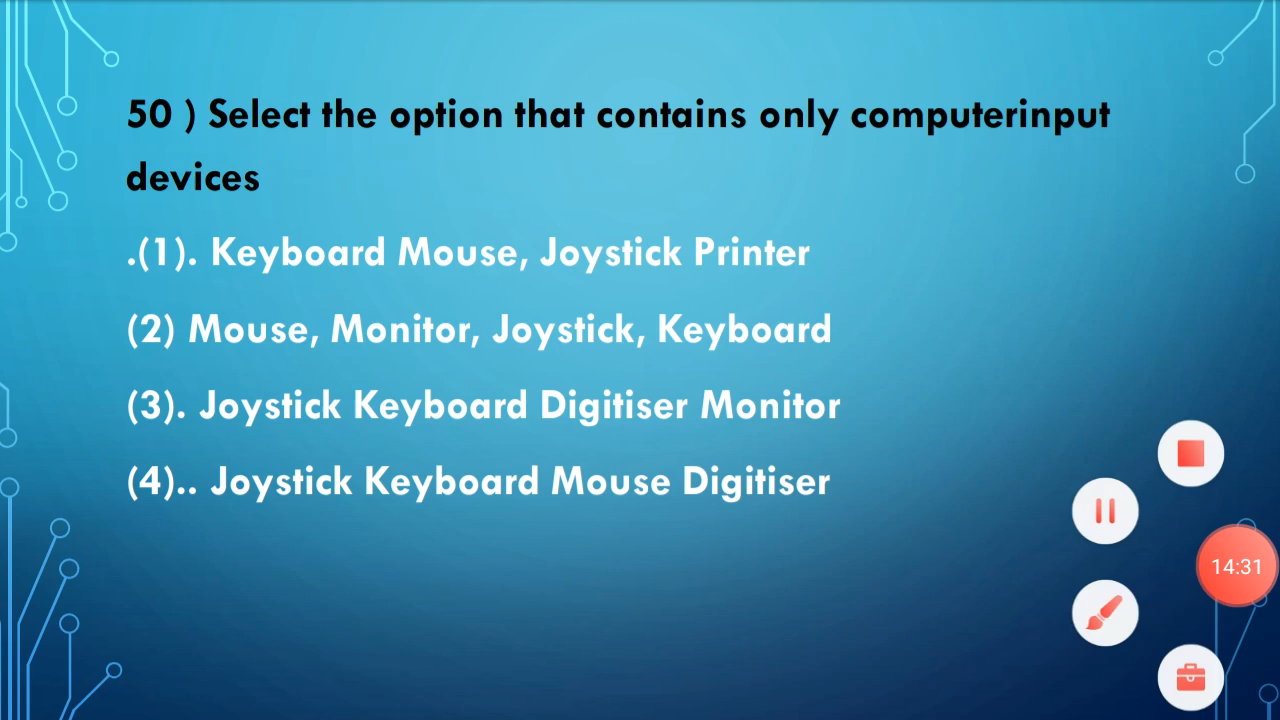 50 ) Select the option that contains only computerinput
devices
.(1). Keyboard Mouse, Joystick Printer
(2) Mouse, Monitor, Joystick, Keyboard
(3). Joystick Keyboard Digitiser Monitor
(4).. Joystick Keyboard Mouse Digitiser
14:31